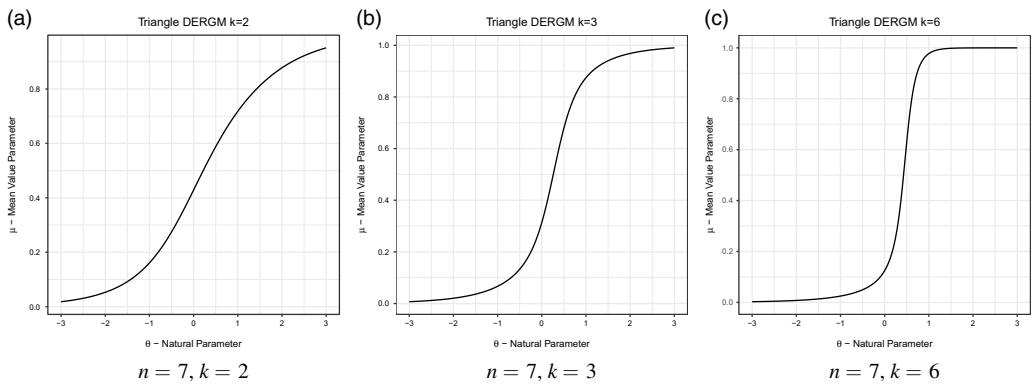 (a)
Triangle DERGM k=2
μ − Mean Value Parameter
0.8
0.6
0.4
0.2
0.0
−3 −2 −1 0 1 2 3
θ − Natural Parameter
n = 7, k = 2
(b)
Triangle DERGM k=3
μ − Mean Value Parameter
1.0
0.8
0.6
0.4
0.2
0.0
−3 −2 −1 0 1 2 3
θ − Natural Parameter
n = 7, k = 3
(c)
Triangle DERGM k=6
μ − Mean Value Parameter
1.0
0.8
0.6
0.4
0.2
0.0
−3 −2 −1 0 1 2 3
θ − Natural Parameter
n = 7, k = 6